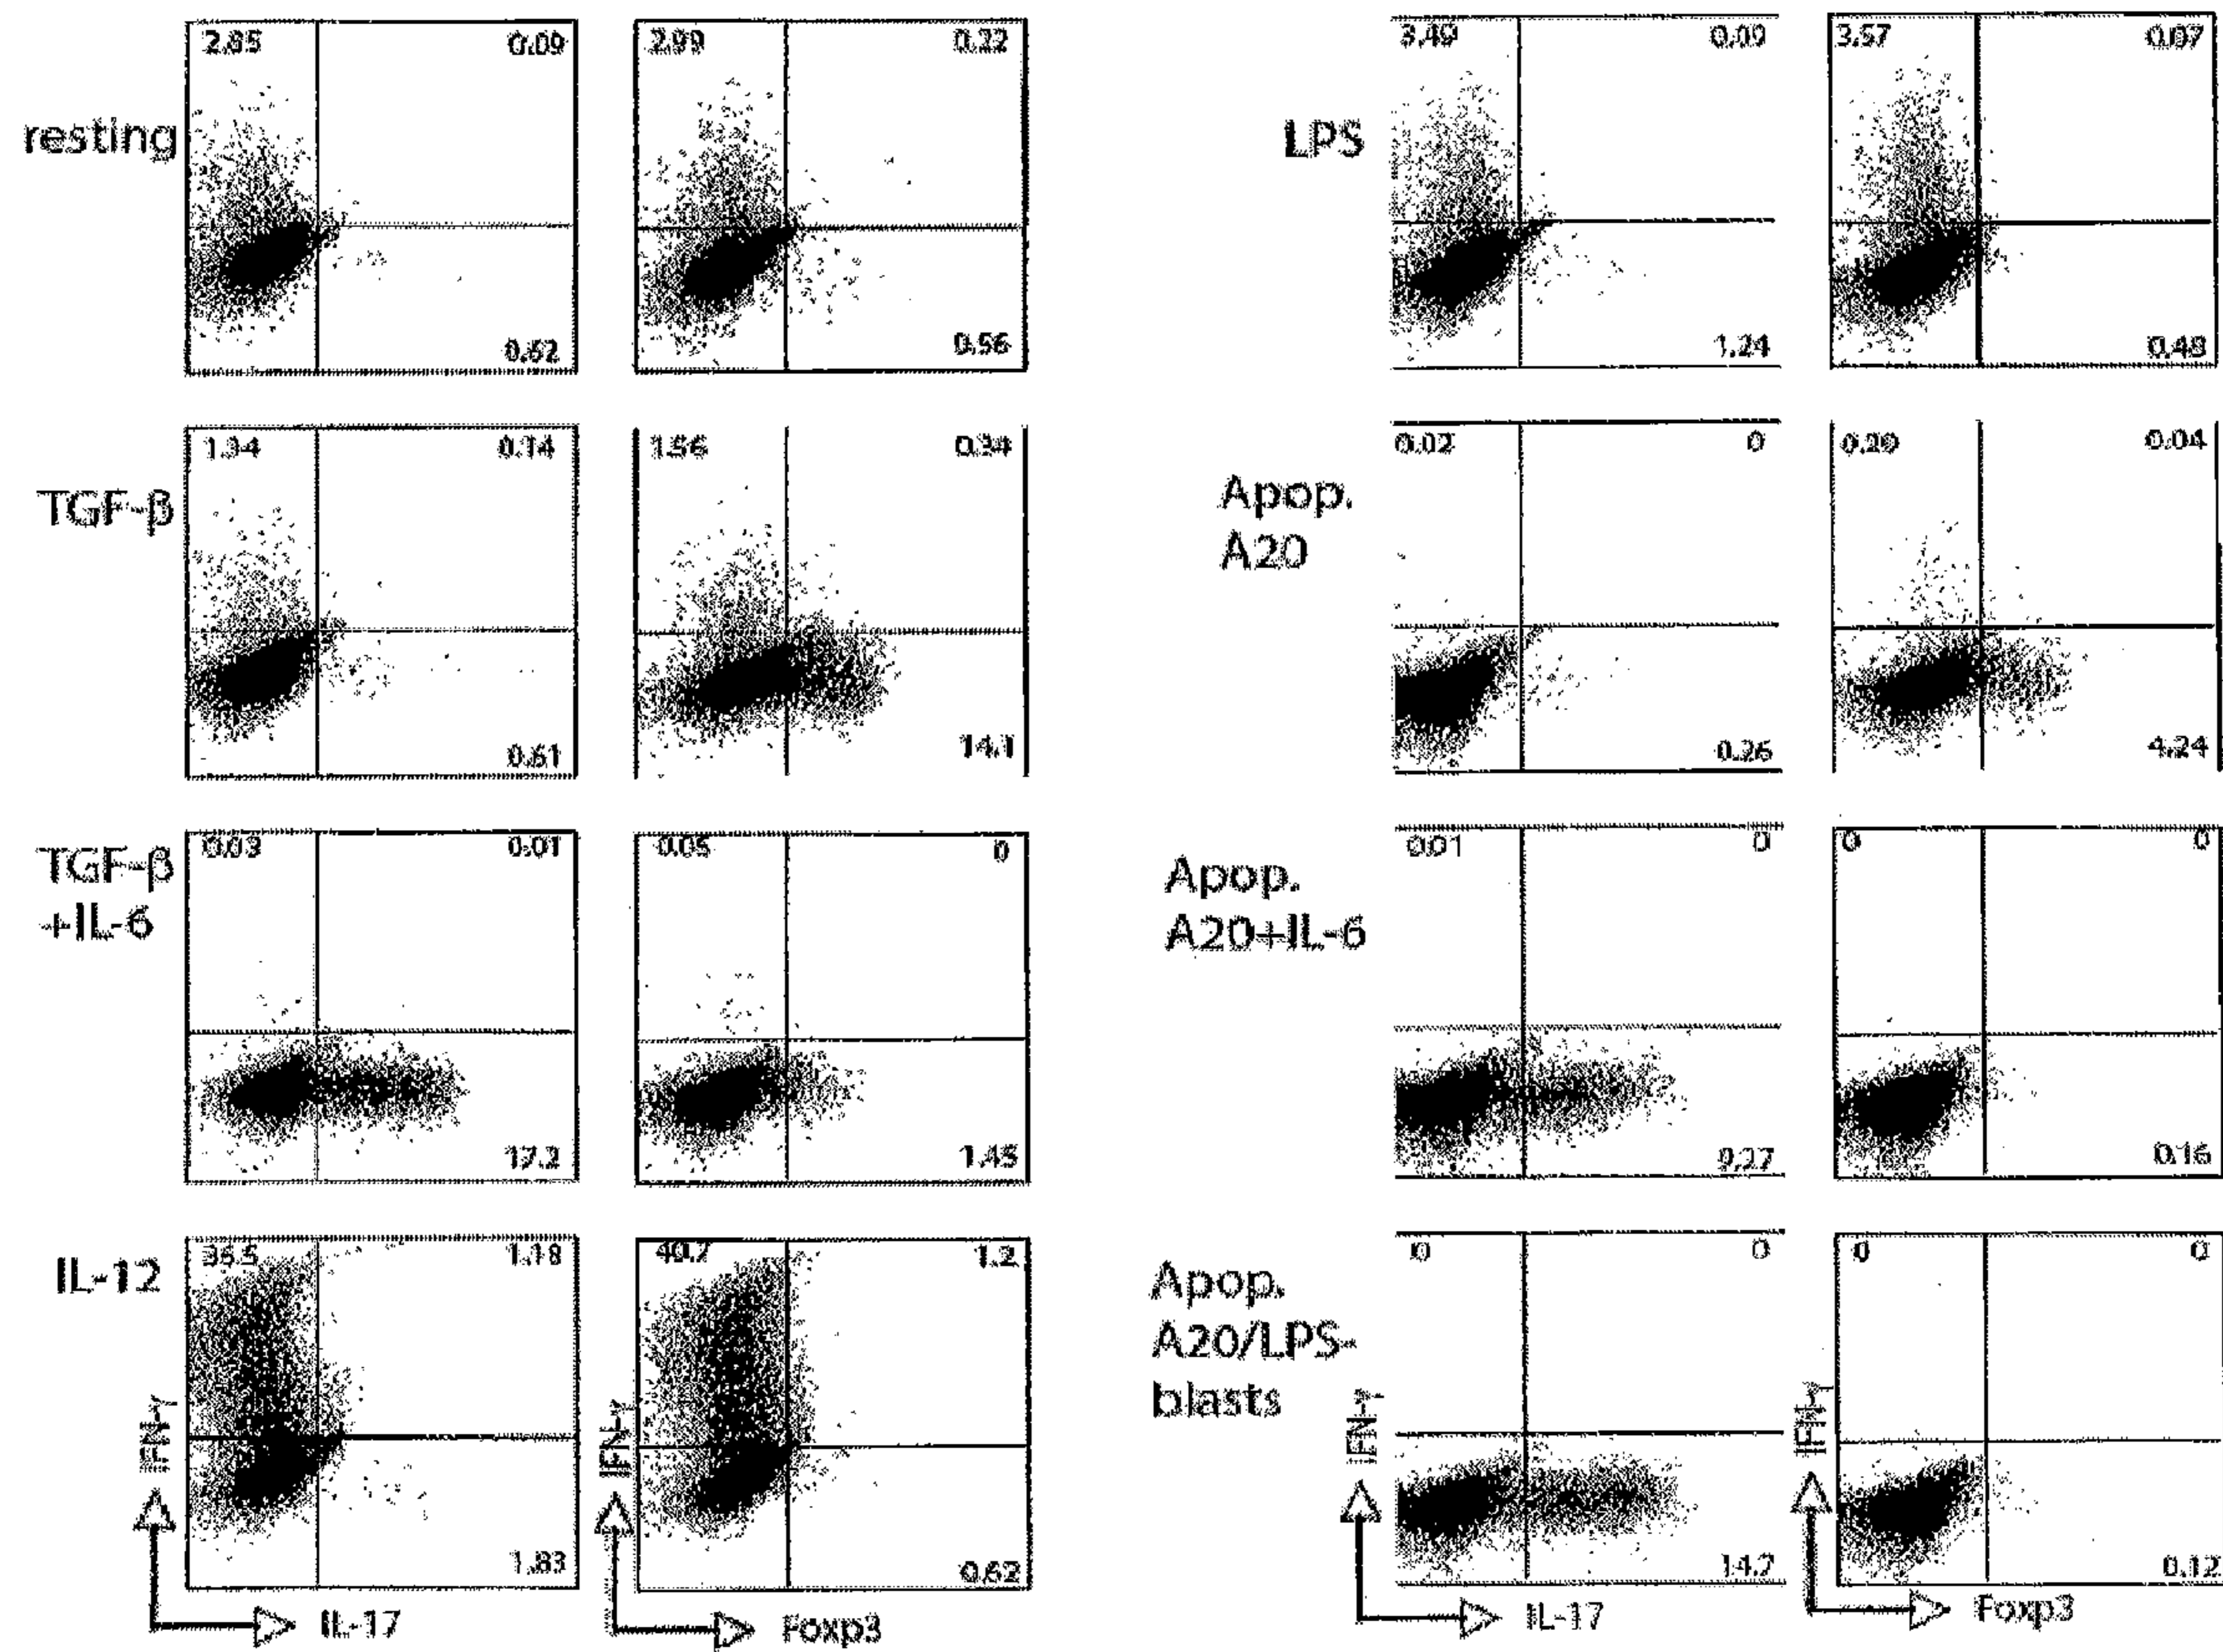 2.85 0.09
2.99 0.22
resting
0.62
0.56
3.49 0.09
3.57 0.07
LPS
1.24
0.48
1.34 0.14
1.56 0.34
TGF-β
0.61
14.1
0.02 0
0.20 0.04
Apop.
A20
0.26
4.24
0.03 0.01
0.05 0
TGF-β
+IL-6
17.2
1.45
0.01 0
0 0
Apop.
A20+IL-6
9.27
0.16
36.5 1.18
40.7 1.2
IL-12
IFN-γ
IFN-γ
1.83
0.62
IL-17
Foxp3
0 0
0 0
Apop.
A20/LPS-
blasts
IFN-γ
IFN-γ
14.7
0.12
IL-17
Foxp3